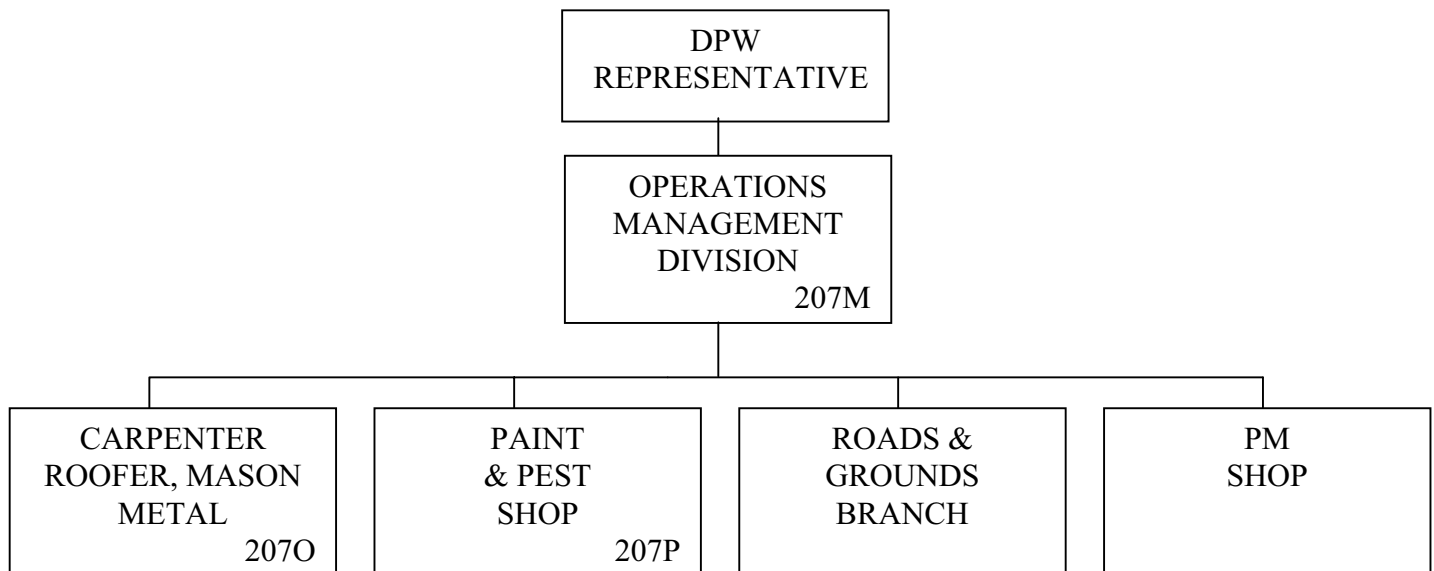 DPW
REPRESENTATIVE
OPERATIONS
MANAGEMENT
DIVISION
207M
CARPENTER
ROOFER, MASON
METAL
207O
PAINT
& PEST
SHOP
207P
ROADS &
GROUNDS
BRANCH
PM
SHOP